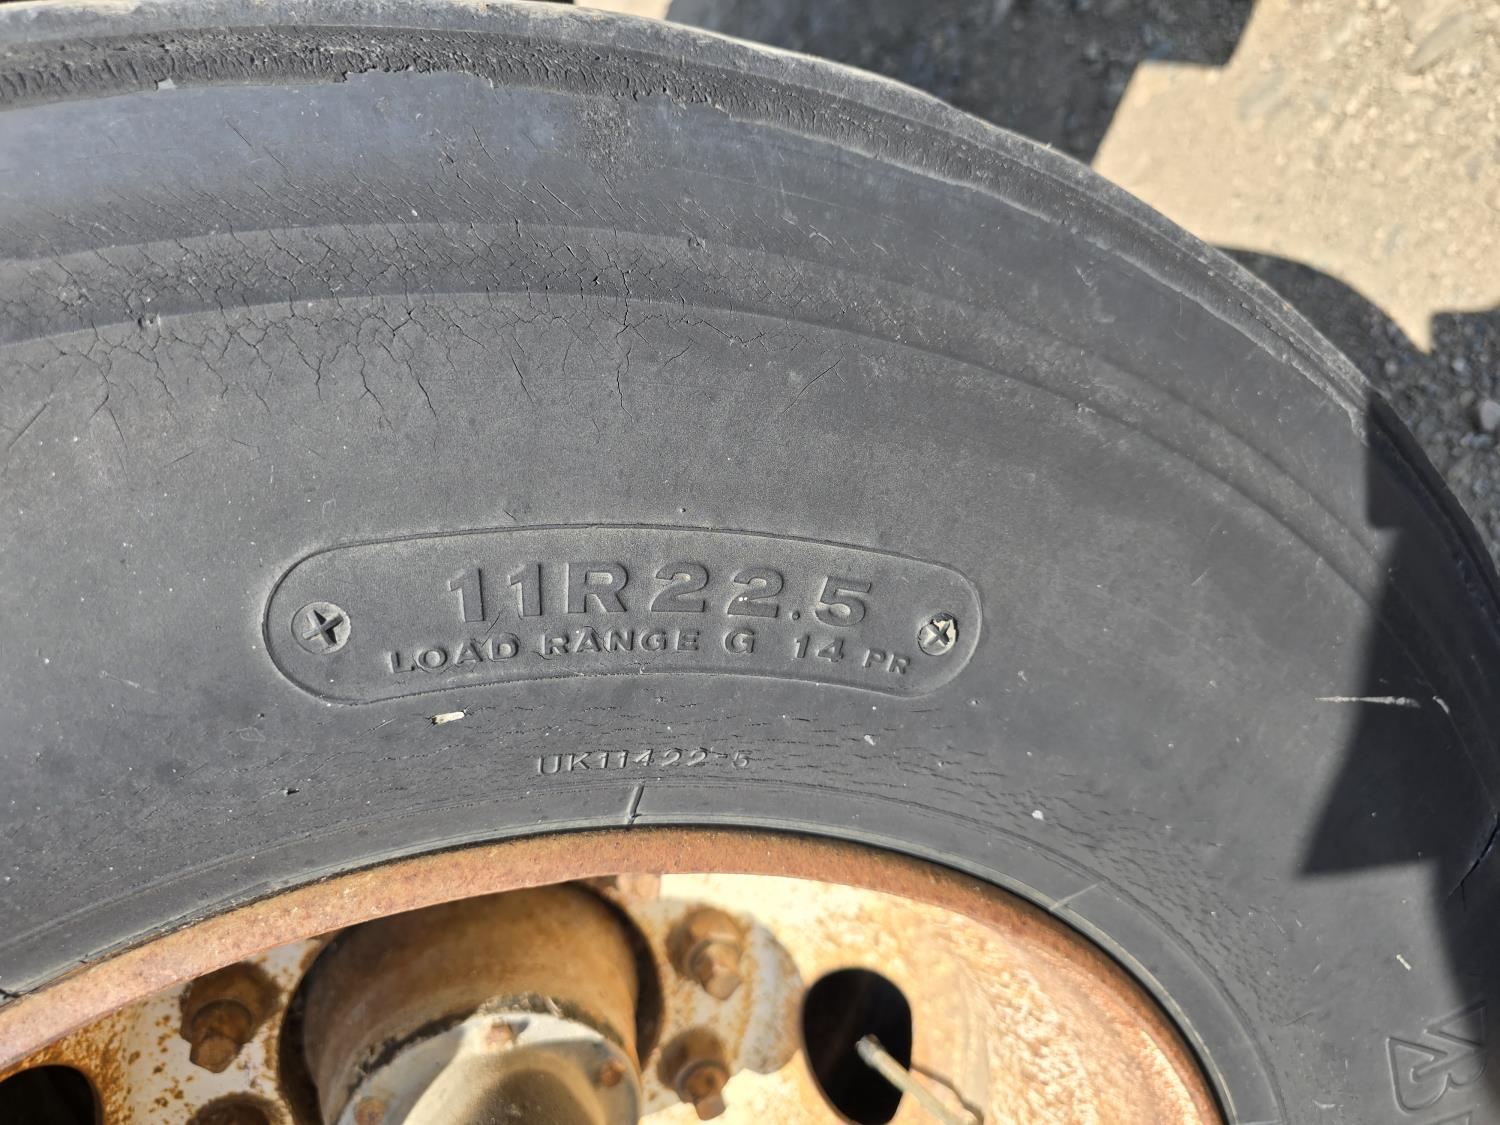 11R22.5
LOAD RANGE G 14 PR
UK11422-5